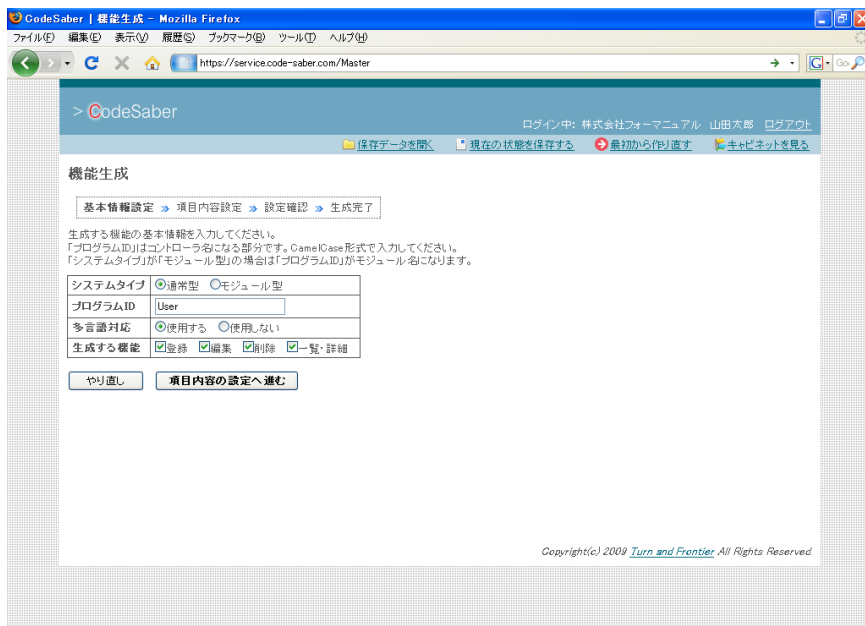 CodeSaber | 機能生成 - Mozilla Firefox
ファイル(F) 編集(E) 表示(V) 履歴(S) ブックマーク(B) ツール(T) ヘルプ(H)
https://service.code-saber.com/Master
G Go
> CodeSaber
ログイン中: 株式会社フォーマニュアル 山田太郎 ログアウト
保存データを開く 現在の状態を保存する 最初から作り直す キャビネットを見る
機能生成
基本情報設定 » 項目内容設定 » 設定確認 » 生成完了
生成する機能の基本情報を入力してください。
「プログラムID」はコントローラ名になる部分です。CamelCase形式で入力してください。
「システムタイプ」が「モジュール型」の場合は「プログラムID」がモジュール名になります。
システムタイプ 通常型 モジュール型
プログラムID User
多言語対応 使用する 使用しない
生成する機能 登録 編集 削除 一覧・詳細
やり直し 項目内容の設定へ進む
Copyright(c) 2009 Turn and Frontier All Rights Reserved.